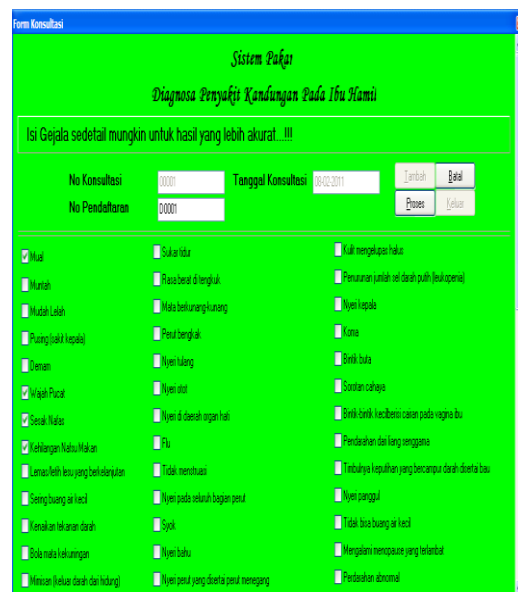 Form Konsultasi
Sistem Pakar
Diagnosa Penyakit Kandungan Pada Ibu Hamil
Isi Gejala sedetail mungkin untuk hasil yang lebih akurat...!!!
No Konsultasi 00001 Tanggal Konsultasi 08-02-2011 Tambah Batal
No Pendaftaran D0001 Proses Keluar
Mual
Muntah
Mudah Lelah
Pusing (sakit kepala)
Demam
Wajah Pucat
Sesak Nafas
Kehilangan Nafsu Makan
Lemas/letih lesu yang berkelanjutan
Sering buang air kecil
Kenaikan tekanan darah
Bola mata kekuningan
Mimisan (keluar darah dari hidung)
Sukar tidur
Rasa berat di tengkuk
Mata berkunang-kunang
Perut bengkak
Nyeri tulang
Nyeri otot
Nyeri di daerah organ hati
Flu
Tidak menstruasi
Nyeri pada seluruh bagian perut
Syok
Nyeri bahu
Nyeri perut yang disertai perut menegang
Kulit mengelupas halus
Penurunan jumlah sel darah putih (leukopenia)
Nyeri kepala
Koma
Bintik buta
Sorotan cahaya
Bintik-bintik kecil berisi cairan pada vagina ibu
Pendarahan dari liang senggama
Timbulnya keputihan yang bercampur darah disertai bau
Nyeri panggul
Tidak bisa buang air kecil
Mengalami menopause yang terlambat
Perdarahan abnormal